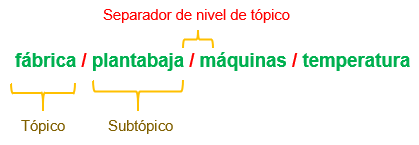 Separador de nivel de tópico
fábrica / plantabaja / máquinas / temperatura
Tópico Subtópico